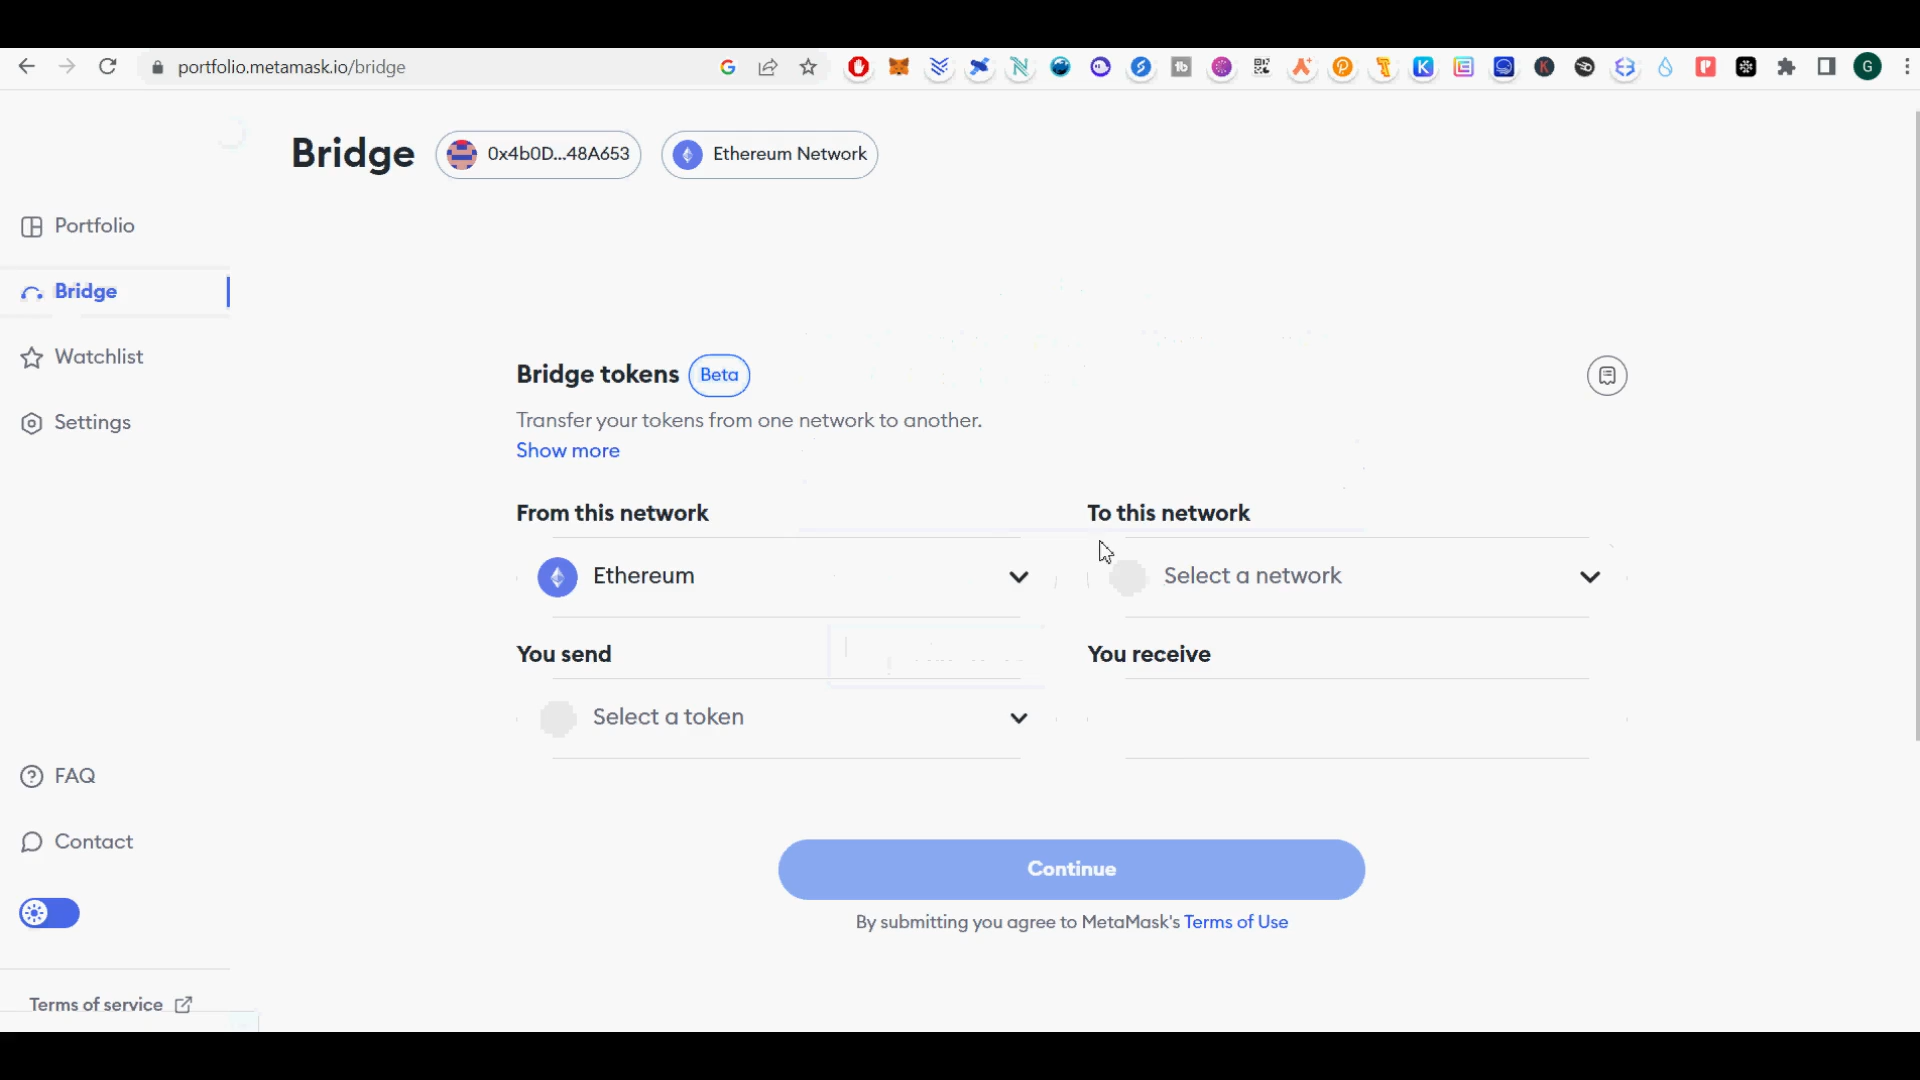 portfolio.metamask.io/bridge
G
Bridge
0x4b0D...48A653
Ethereum Network
Portfolio
Bridge
Watchlist
Settings
Bridge tokens
Beta
Transfer your tokens from one network to another.
Show more
From this network
To this network
Ethereum
Select a network
You send
You receive
Select a token
FAQ
Contact
Continue
By submitting you agree to MetaMask's Terms of Use
Terms of service